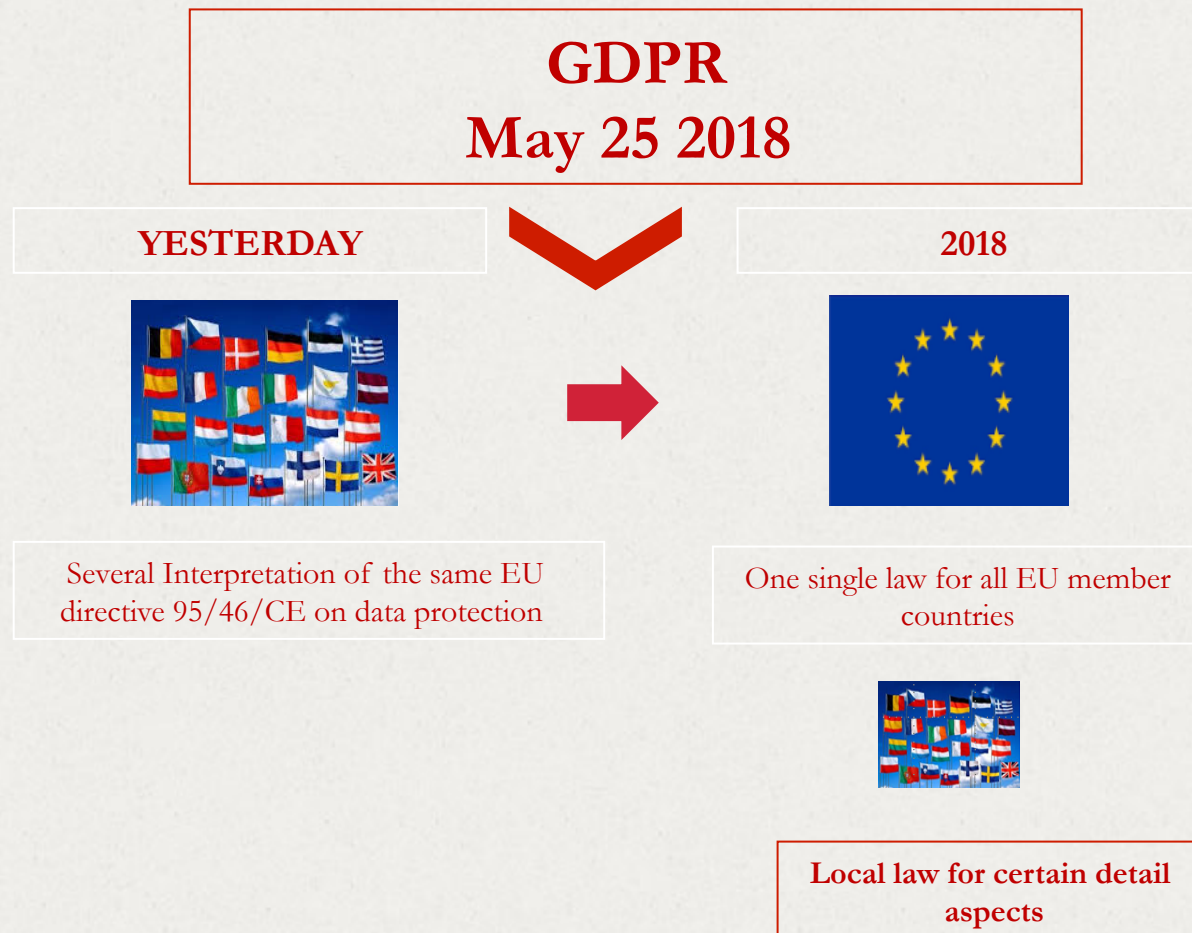 GDPR
May 25 2018
YESTERDAY
2018
Several Interpretation of the same EU
directive 95/46/CE on data protection
One single law for all EU member
countries
Local law for certain detail
aspects